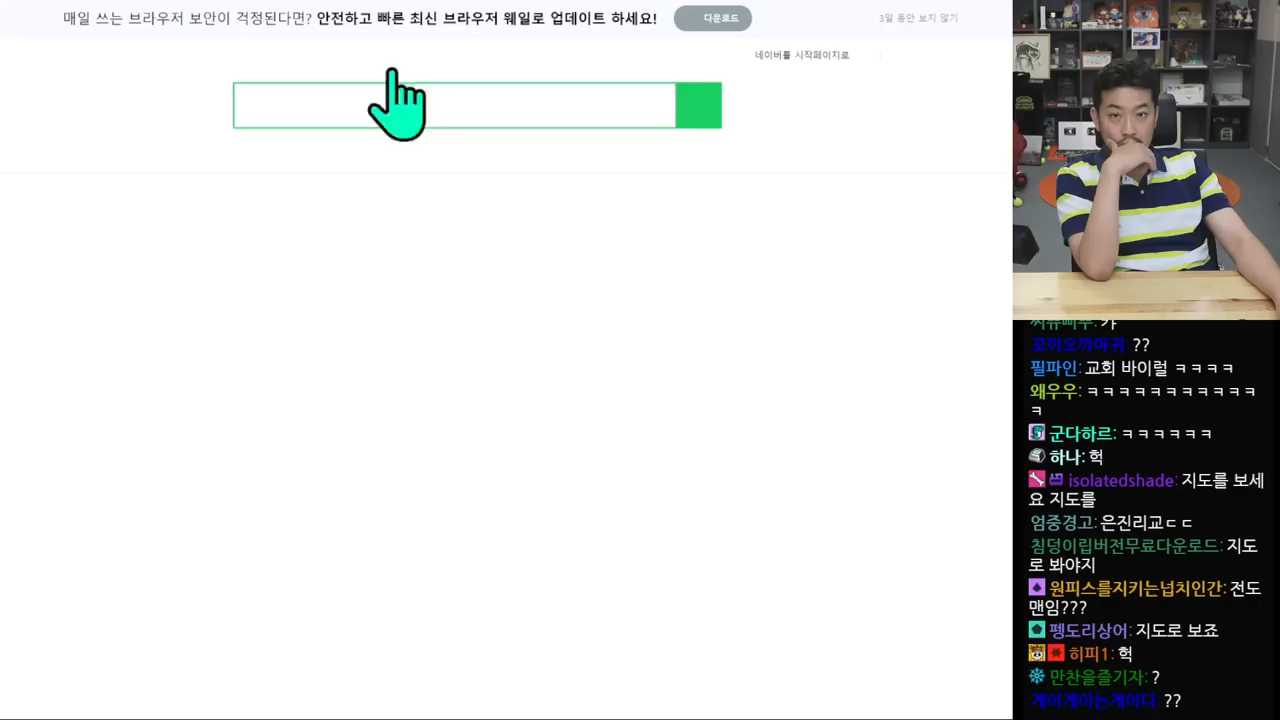 매일 쓰는 브라우저 보안이 걱정된다면? 안전하고 빠른 최신 브라우저 웨일로 업데이트 하세요! 다운로드 3일 동안 보지 않기
네이버를 시작페이지로
꼬끼오까마귀: ??
필파인: 교회 바이럴 ㅋㅋㅋㅋ
왜우우: ㅋㅋㅋㅋㅋㅋㅋㅋㅋㅋㅋ
ㅋ
군다하르: ㅋㅋㅋㅋㅋㅋ
하나: 헉
isolatedshade: 지도를 보세
요 지도를
엄중경고: 은진리교ㄷㄷ
침덩이립버전무료다운로드: 지도
로 봐야지
원피스를지키는넙치인간: 전도
맨임???
펭도리상어: 지도로 보죠
히피1: 헉
만찬을즐기자: ?
게이게이는게이다: ??